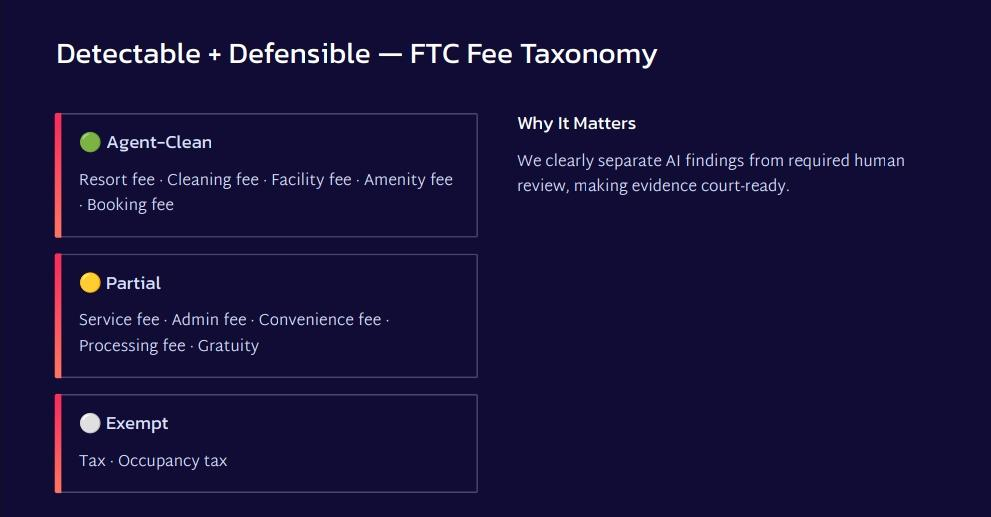 Detectable + Defensible — FTC Fee Taxonomy
Agent-Clean
Resort fee · Cleaning fee · Facility fee · Amenity fee
· Booking fee
Partial
Service fee · Admin fee · Convenience fee ·
Processing fee · Gratuity
Exempt
Tax · Occupancy tax
Why It Matters
We clearly separate AI findings from required human
review, making evidence court-ready.